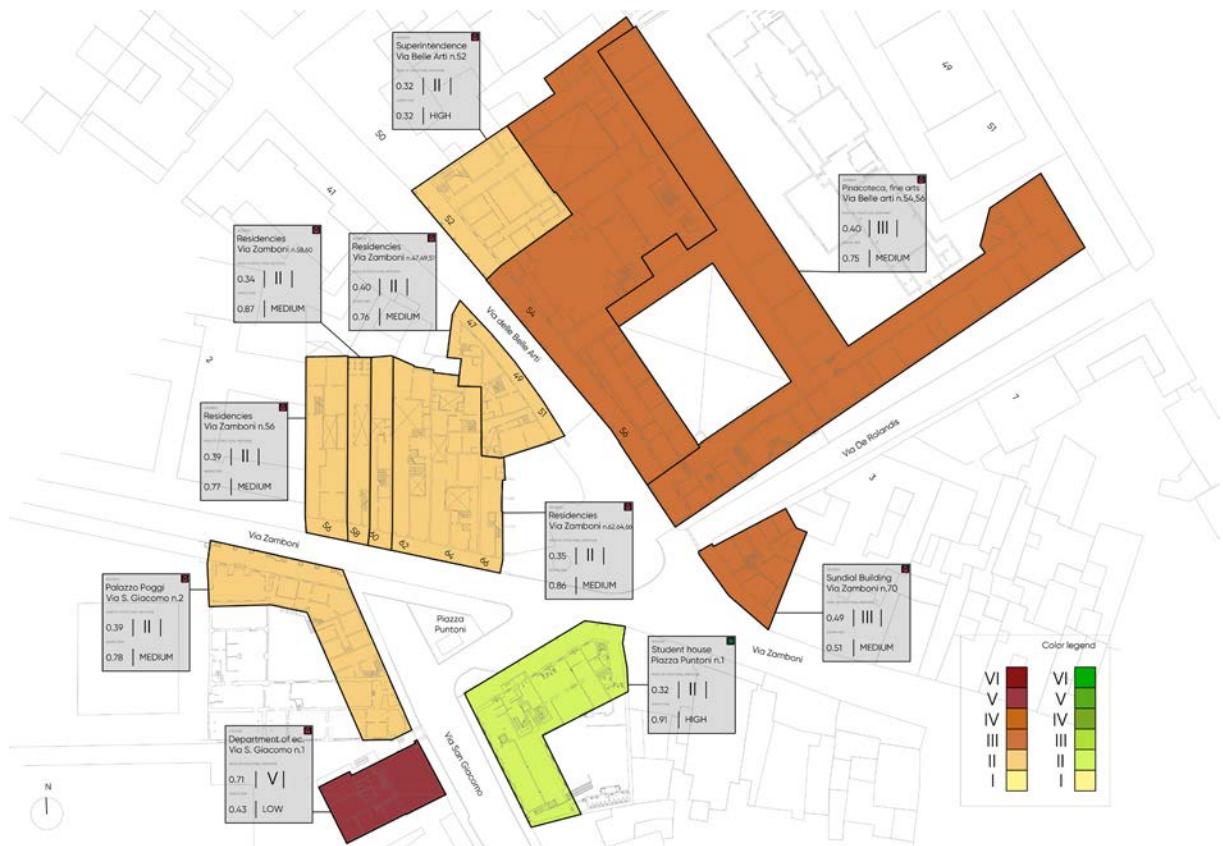 Superintendence
Via Belle Arti n.52
0.32 | II |
0.32 | HIGH
Pinacoteca, fine arts
Via Belle arti n.54,56
0.40 | III |
0.75 | MEDIUM
Residencies
Via Zamboni n.58,60
0.34 | II |
0.87 | MEDIUM
Residencies
Via Zamboni n.47,49,51
0.40 | II |
0.76 | MEDIUM
Residencies
Via Zamboni n.56
0.39 | II |
0.77 | MEDIUM
Residencies
Via Zamboni n.62,64,66
0.35 | II |
0.86 | MEDIUM
Palazzo Poggi
Via S. Giacomo n.2
0.39 | II |
0.78 | MEDIUM
Sundial Building
Via Zamboni n.70
0.49 | III |
0.51 | MEDIUM
Student house
Piazza Puntoni n.1
0.32 | II |
0.91 | HIGH
Department of ec.
Via S. Giacomo n.1
0.71 | V |
0.43 | LOW
50
41
2
52
54
56
49
51
7
3
47
49
51
56
58
60
62
64
66
Via delle Belle Arti
Via De Rolandis
Via Zamboni
Piazza
Puntoni
Via Zamboni
Via San Giacomo
N
Color legend
VI VI
V V
IV IV
III III
II II
I I